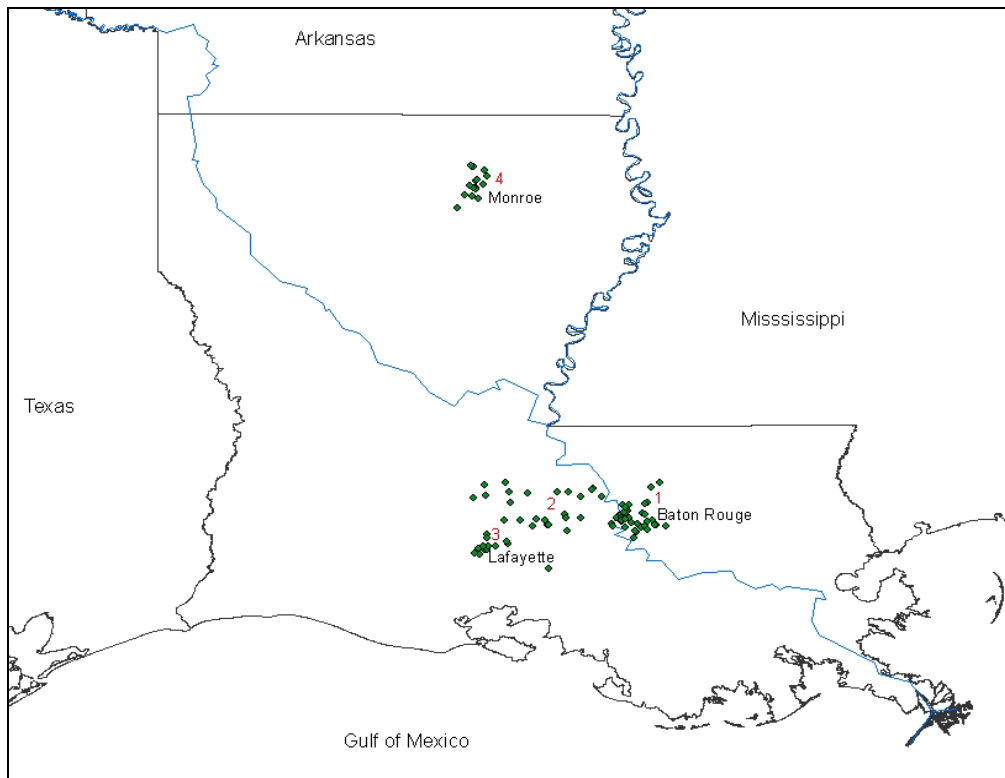 Arkansas
4
Monroe
Misssissippi
Texas
1
2
Baton Rouge
3
Lafayette
Gulf of Mexico